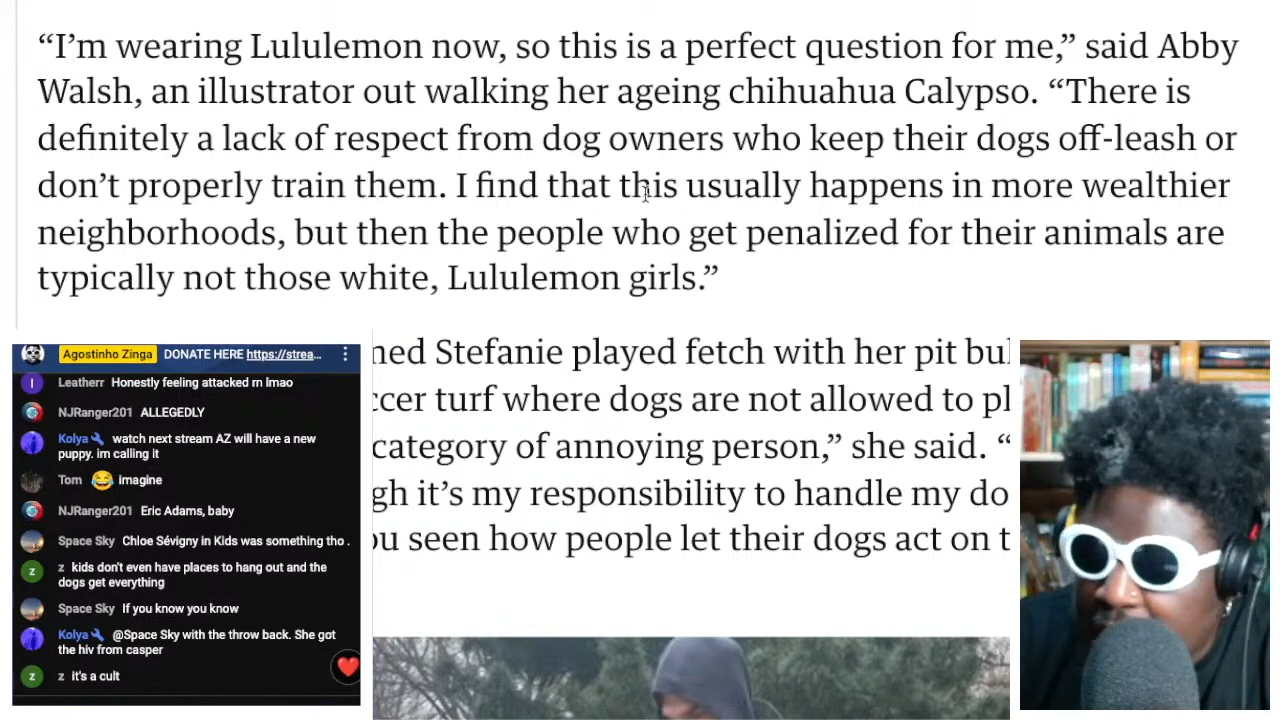 “I’m wearing Lululemon now, so this is a perfect question for me,” said Abby
Walsh, an illustrator out walking her ageing chihuahua Calypso. “There is
definitely a lack of respect from dog owners who keep their dogs off-leash or
don’t properly train them. I find that this usually happens in more wealthier
neighborhoods, but then the people who get penalized for their animals are
typically not those white, Lululemon girls.”
Agostinho Zinga DONATE HERE https://strea...
Leatherr Honestly feeling attacked rn lmao
NJRanger201 ALLEGEDLY
Kolya watch next stream AZ will have a new
puppy. im calling it
Tom 😂 imagine
NJRanger201 Eric Adams, baby
Space Sky Chloe Sévigny in Kids was something tho .
z kids don't even have places to hang out and the
dogs get everything
Space Sky If you know you know
Kolya @Space Sky with the throw back. She got
the hiv from casper
z it's a cult
ned Stefanie played fetch with her pit bul
ccer turf where dogs are not allowed to pl
category of annoying person,” she said. “
gh it’s my responsibility to handle my do
ou seen how people let their dogs act on t